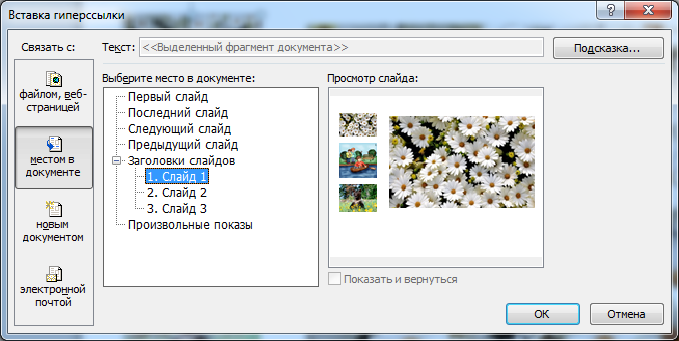 Вставка гиперссылки
Связать с:
Текст: <<Выделенный фрагмент документа>>
Подсказка...
файлом, веб-
страницей
местом в
документе
новым
документом
электронной
почтой
Выберите место в документе:
Первый слайд
Последний слайд
Следующий слайд
Предыдущий слайд
Заголовки слайдов
1. Слайд 1
2. Слайд 2
3. Слайд 3
Произвольные показы
Просмотр слайда:
Показать и вернуться
ОК
Отмена